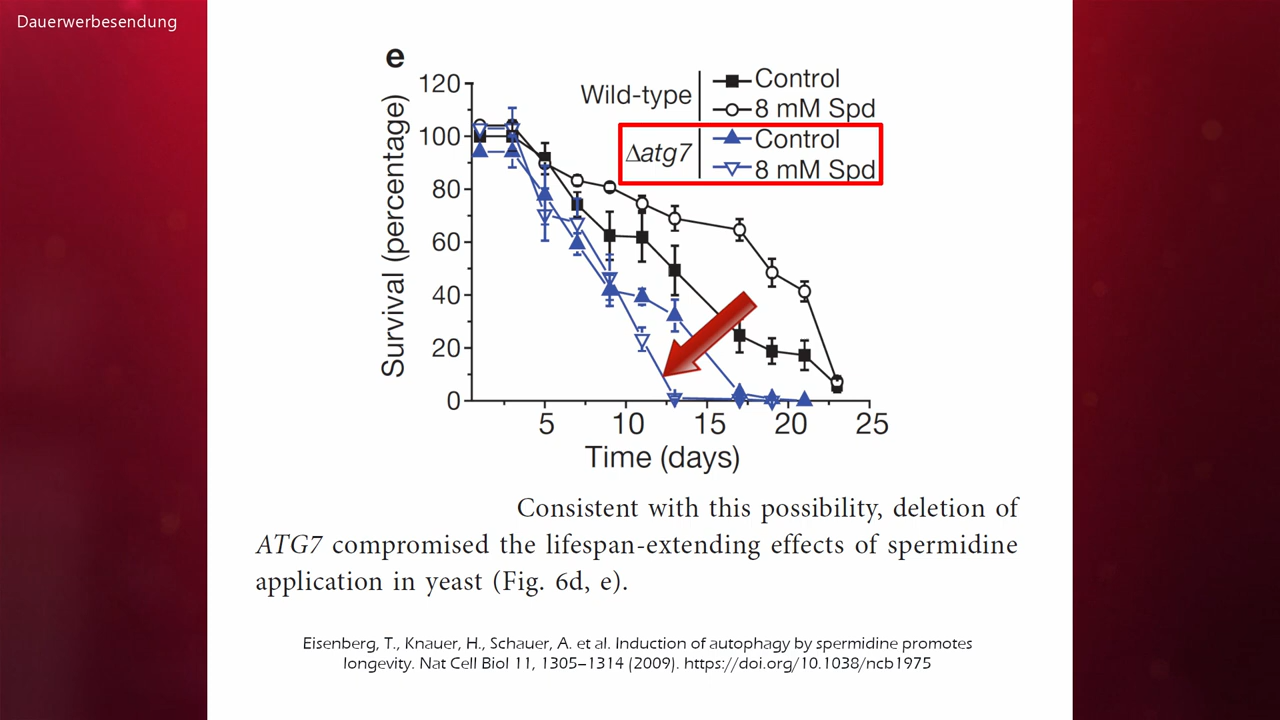 Dauerwerbesendung
e
120
100
80
60
40
20
0
Survival (percentage)
Wild-type
Control
8 mM Spd
Δatg7
Control
8 mM Spd
5 10 15 20 25
Time (days)
Consistent with this possibility, deletion of
ATG7 compromised the lifespan-extending effects of spermidine
application in yeast (Fig. 6d, e).
Eisenberg, T., Knauer, H., Schauer, A. et al. Induction of autophagy by spermidine promotes
longevity. Nat Cell Biol 11, 1305–1314 (2009). https://doi.org/10.1038/ncb1975